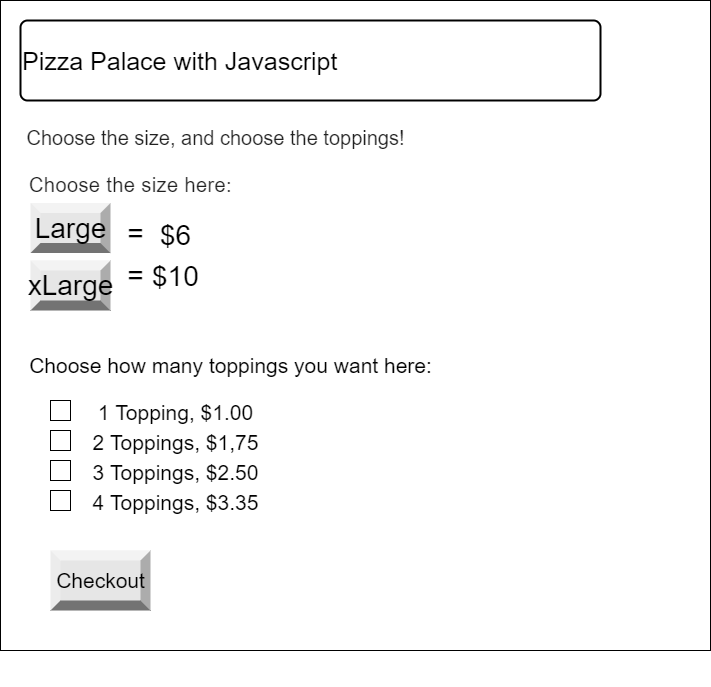 Pizza Palace with Javascript
Choose the size, and choose the toppings!
Choose the size here:
Large = $6
xLarge = $10
Choose how many toppings you want here:
1 Topping, $1.00
2 Toppings, $1,75
3 Toppings, $2.50
4 Toppings, $3.35
Checkout